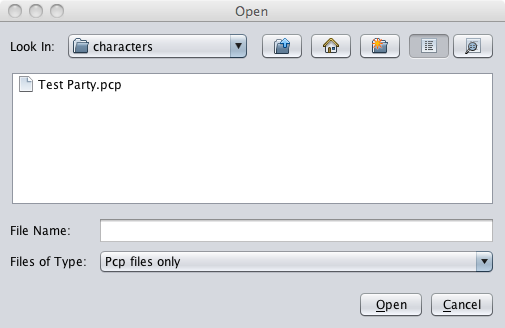 Open
Look In: characters
Test Party.pcp
File Name:
Files of Type: Pcp files only
Open Cancel